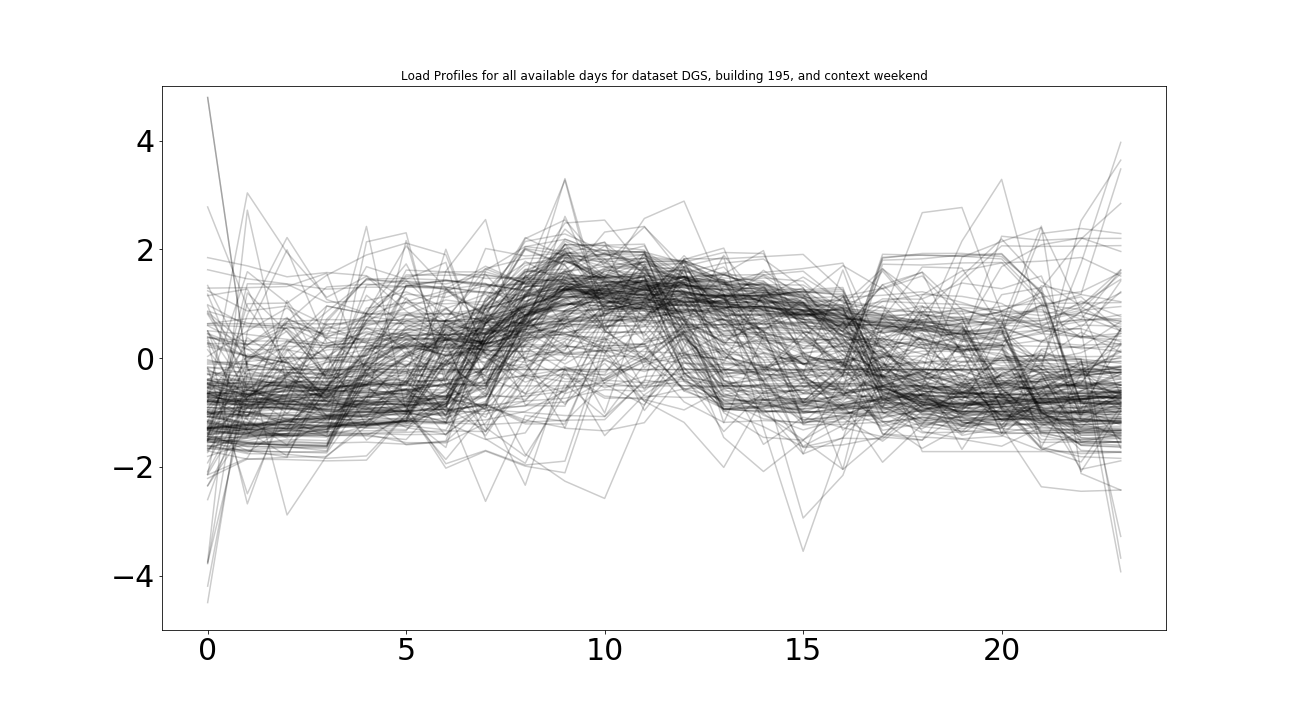 Load Profiles for all available days for dataset DGS, building 195, and context weekend
4
2
0
−2
−4
0 5 10 15 20